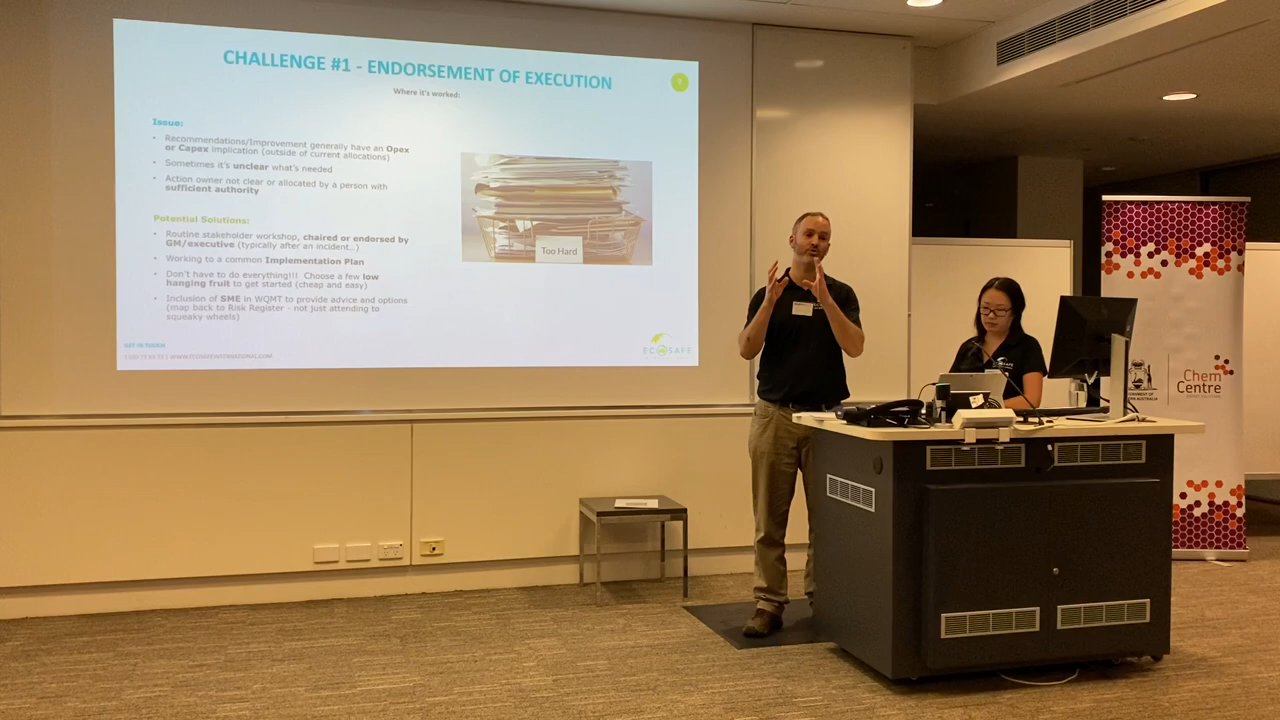 CHALLENGE #1 - ENDORSEMENT OF EXECUTION
Where it's worked:
Issue:
• Recommendations/Improvement generally have an Opex
or Capex implication (outside of current allocations)
• Sometimes it's unclear what's needed
• Action owner not clear or allocated by a person with
sufficient authority
Potential Solutions:
• Routine stakeholder workshop, chaired or endorsed by
GM/executive (typically after an incident…)
• Working to a common Implementation Plan
• Don't have to do everything!!! Choose a few low
hanging fruit to get started (cheap and easy)
• Inclusion of SME in WQMT to provide advice and options
(map back to Risk Register - not just attending to
squeaky wheels)
Too Hard
GET IN TOUCH
ECOSAFE
Chem
Centre